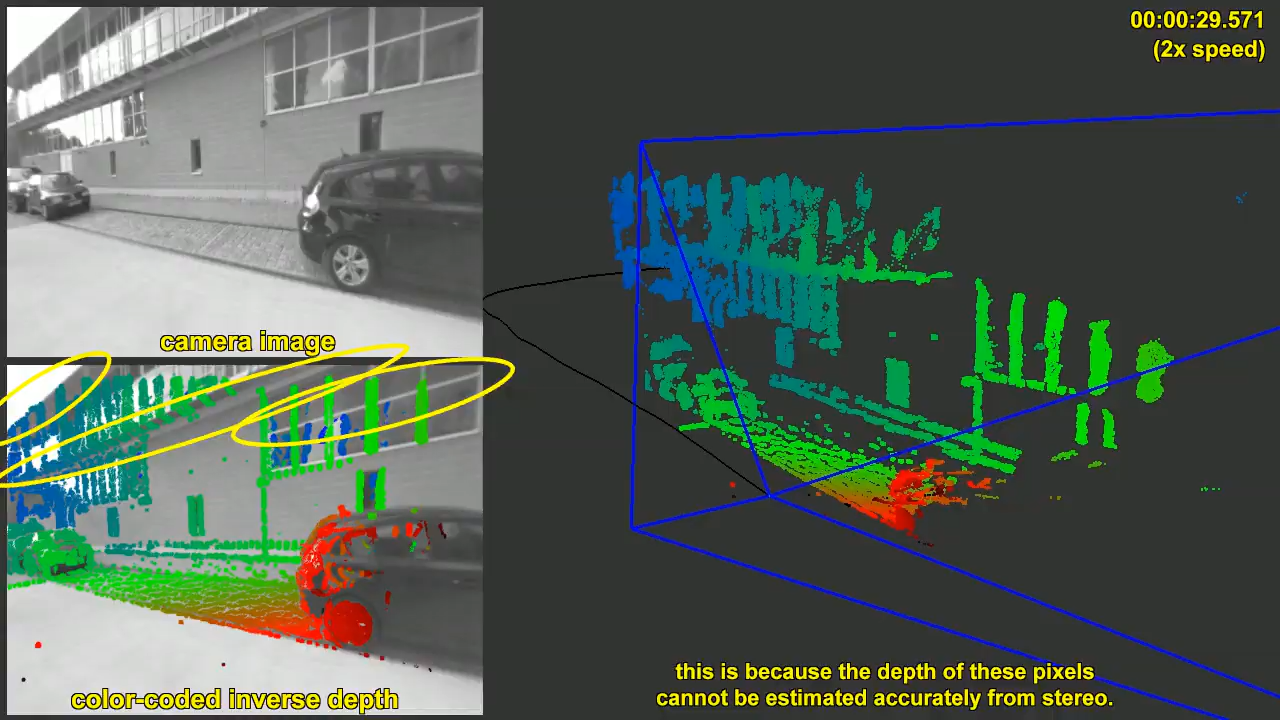 00:00:29.571
(2x speed)
camera image
color-coded inverse depth
this is because the depth of these pixels
cannot be estimated accurately from stereo.